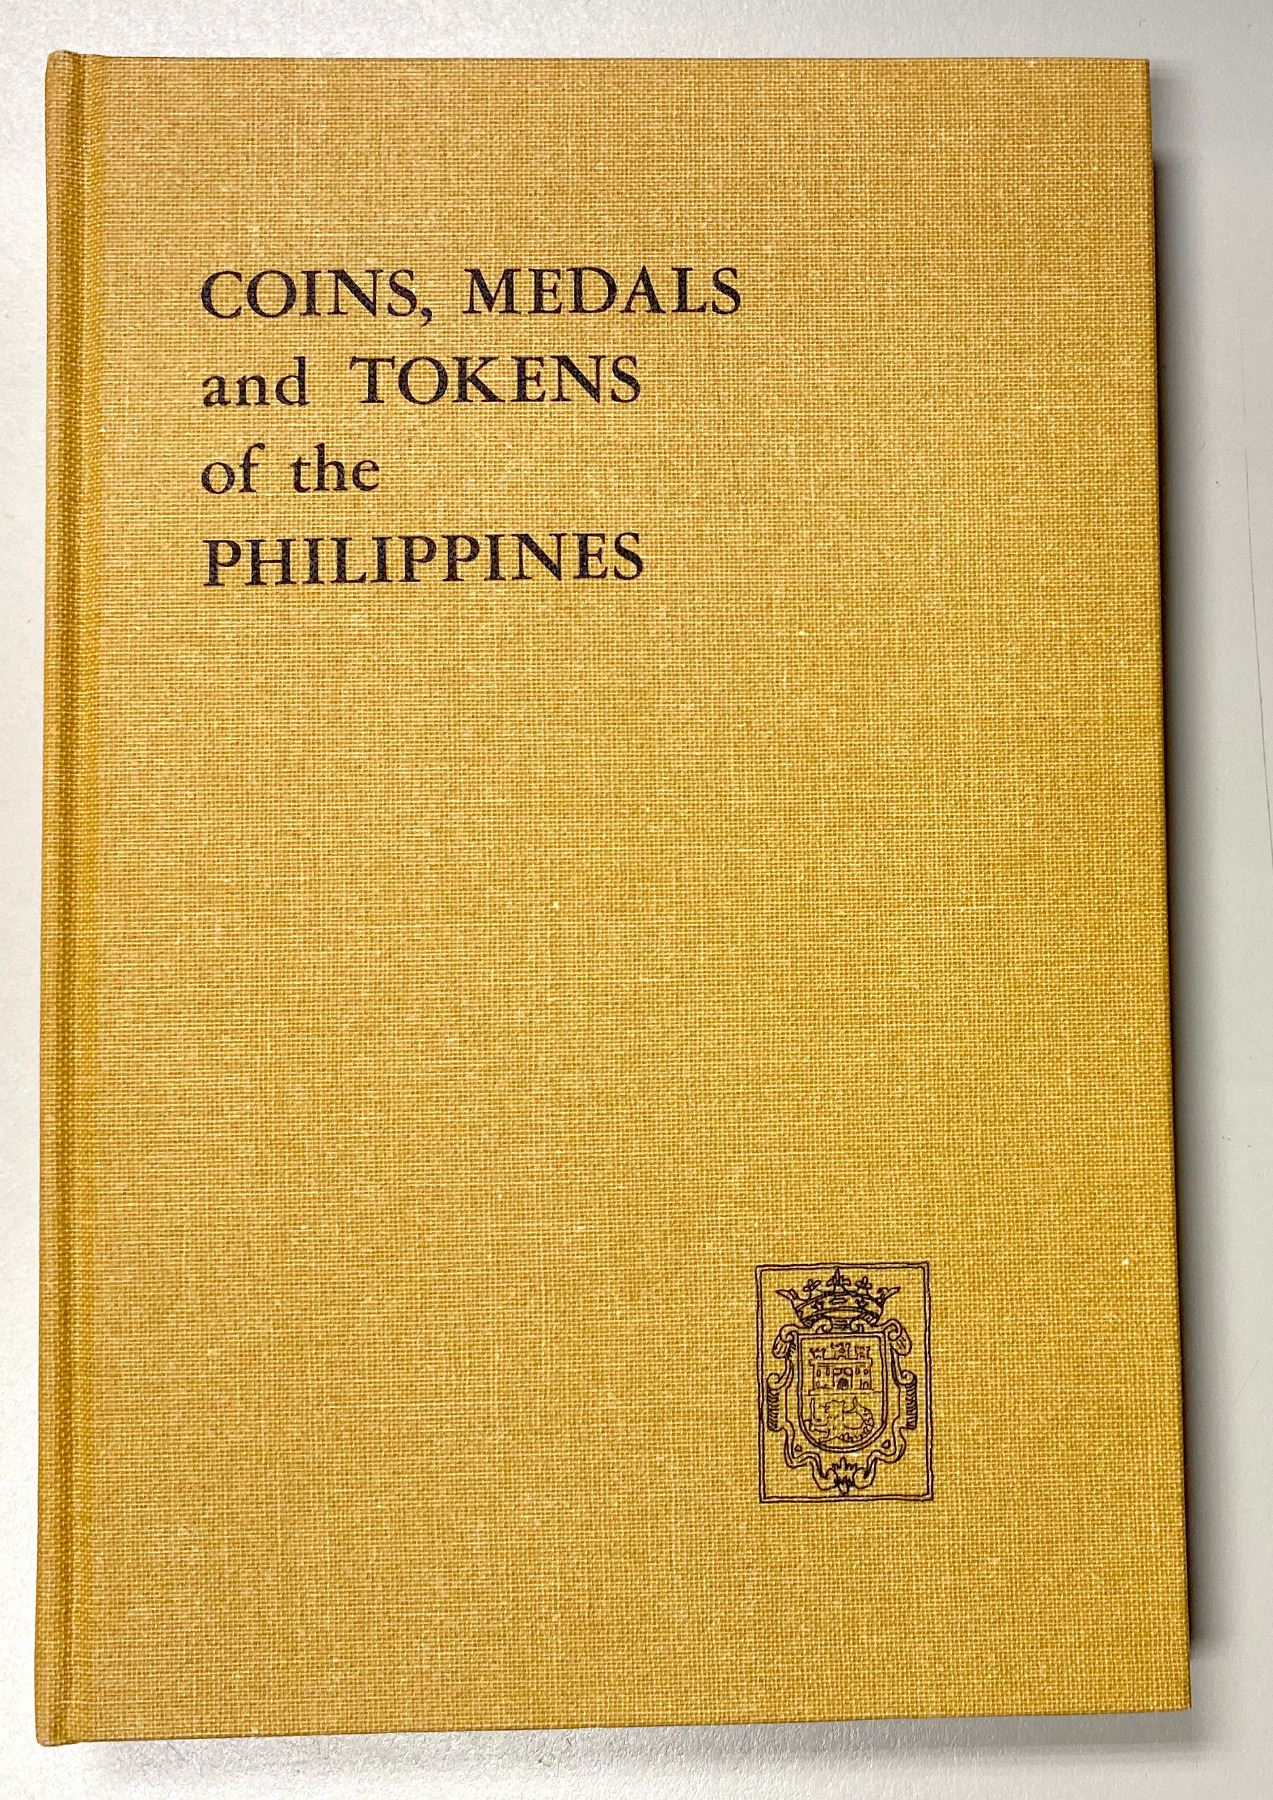 COINS, MEDALS
and TOKENS
of the
PHILIPPINES